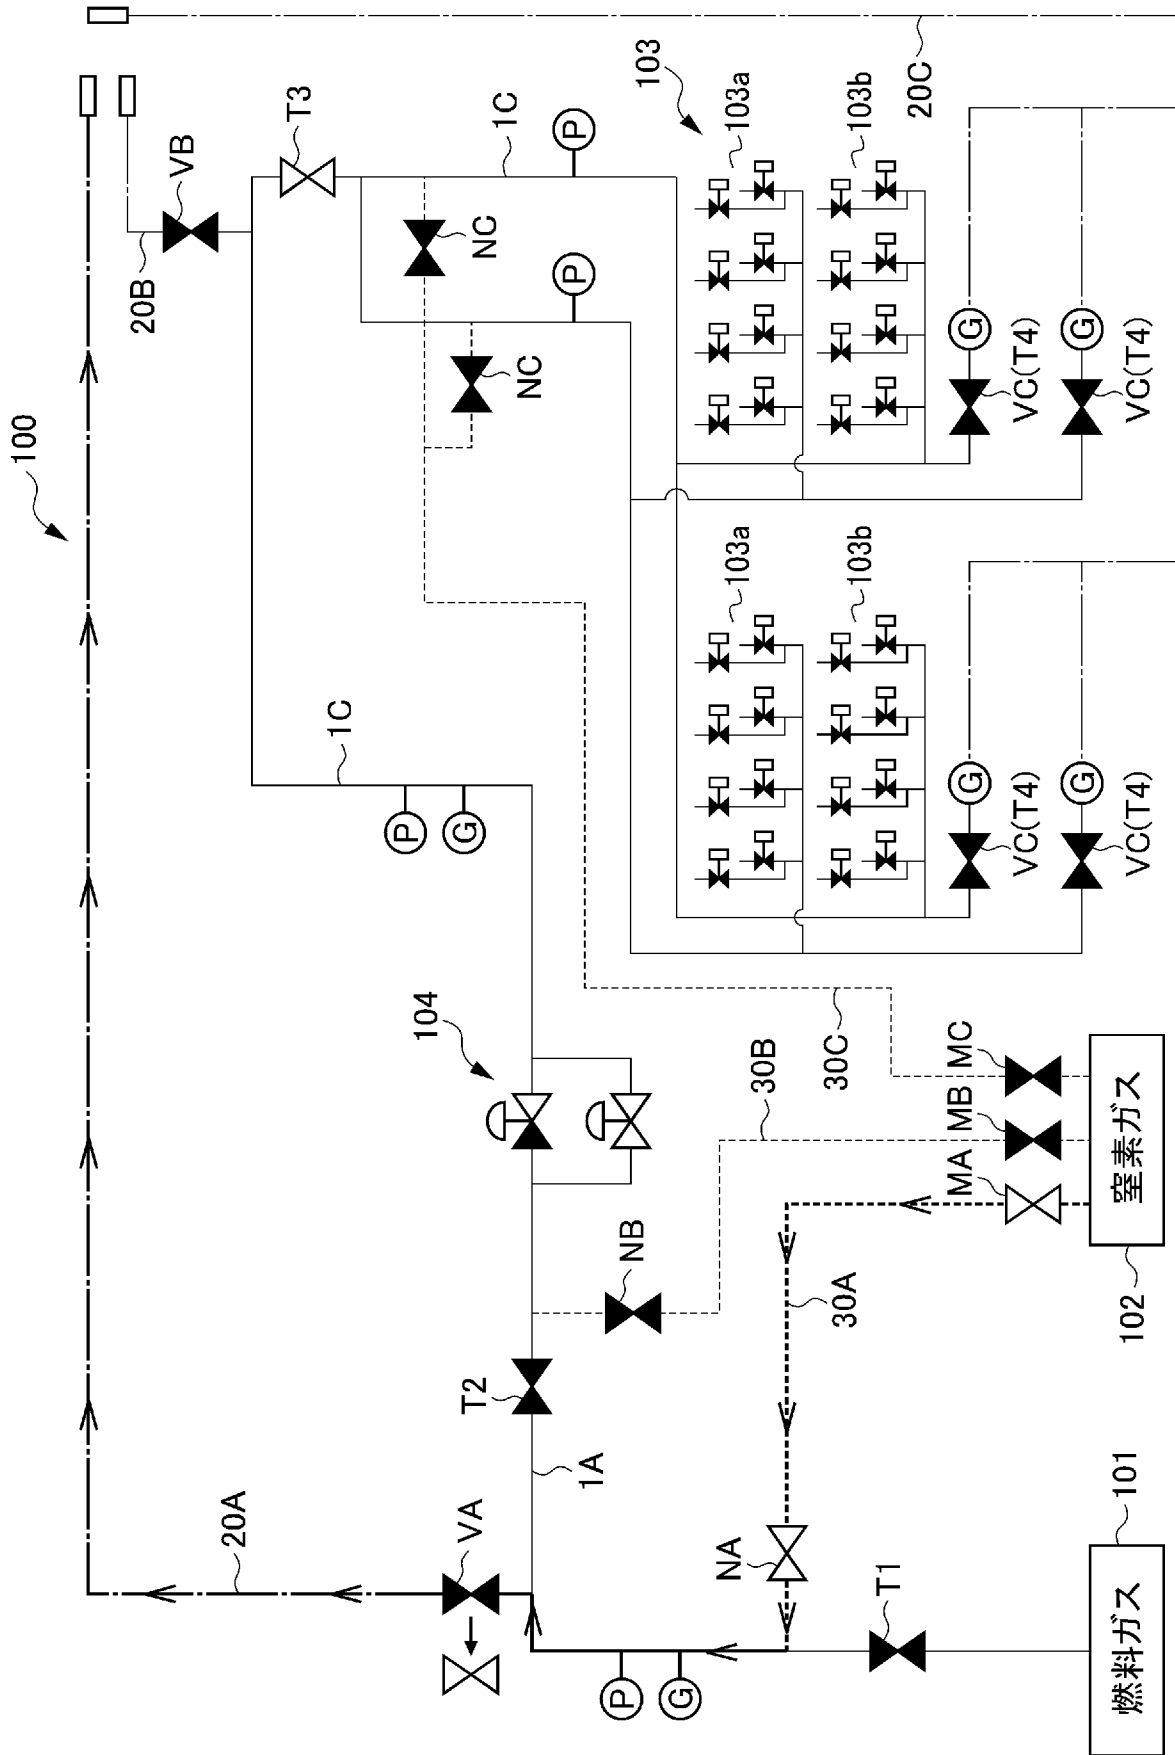 100
20A
VA
20B
VB
T3
1C
P
G
1C
P
P
NC
NC
104
T2
1A
NB
30B
30C
30A
NA
MA
MB
MC
T1
P
G
燃料ガス
101
窒素ガス
102
103
103a
103b
103a
103b
20C
G
G
G
G
VC(T4)
VC(T4)
VC(T4)
VC(T4)